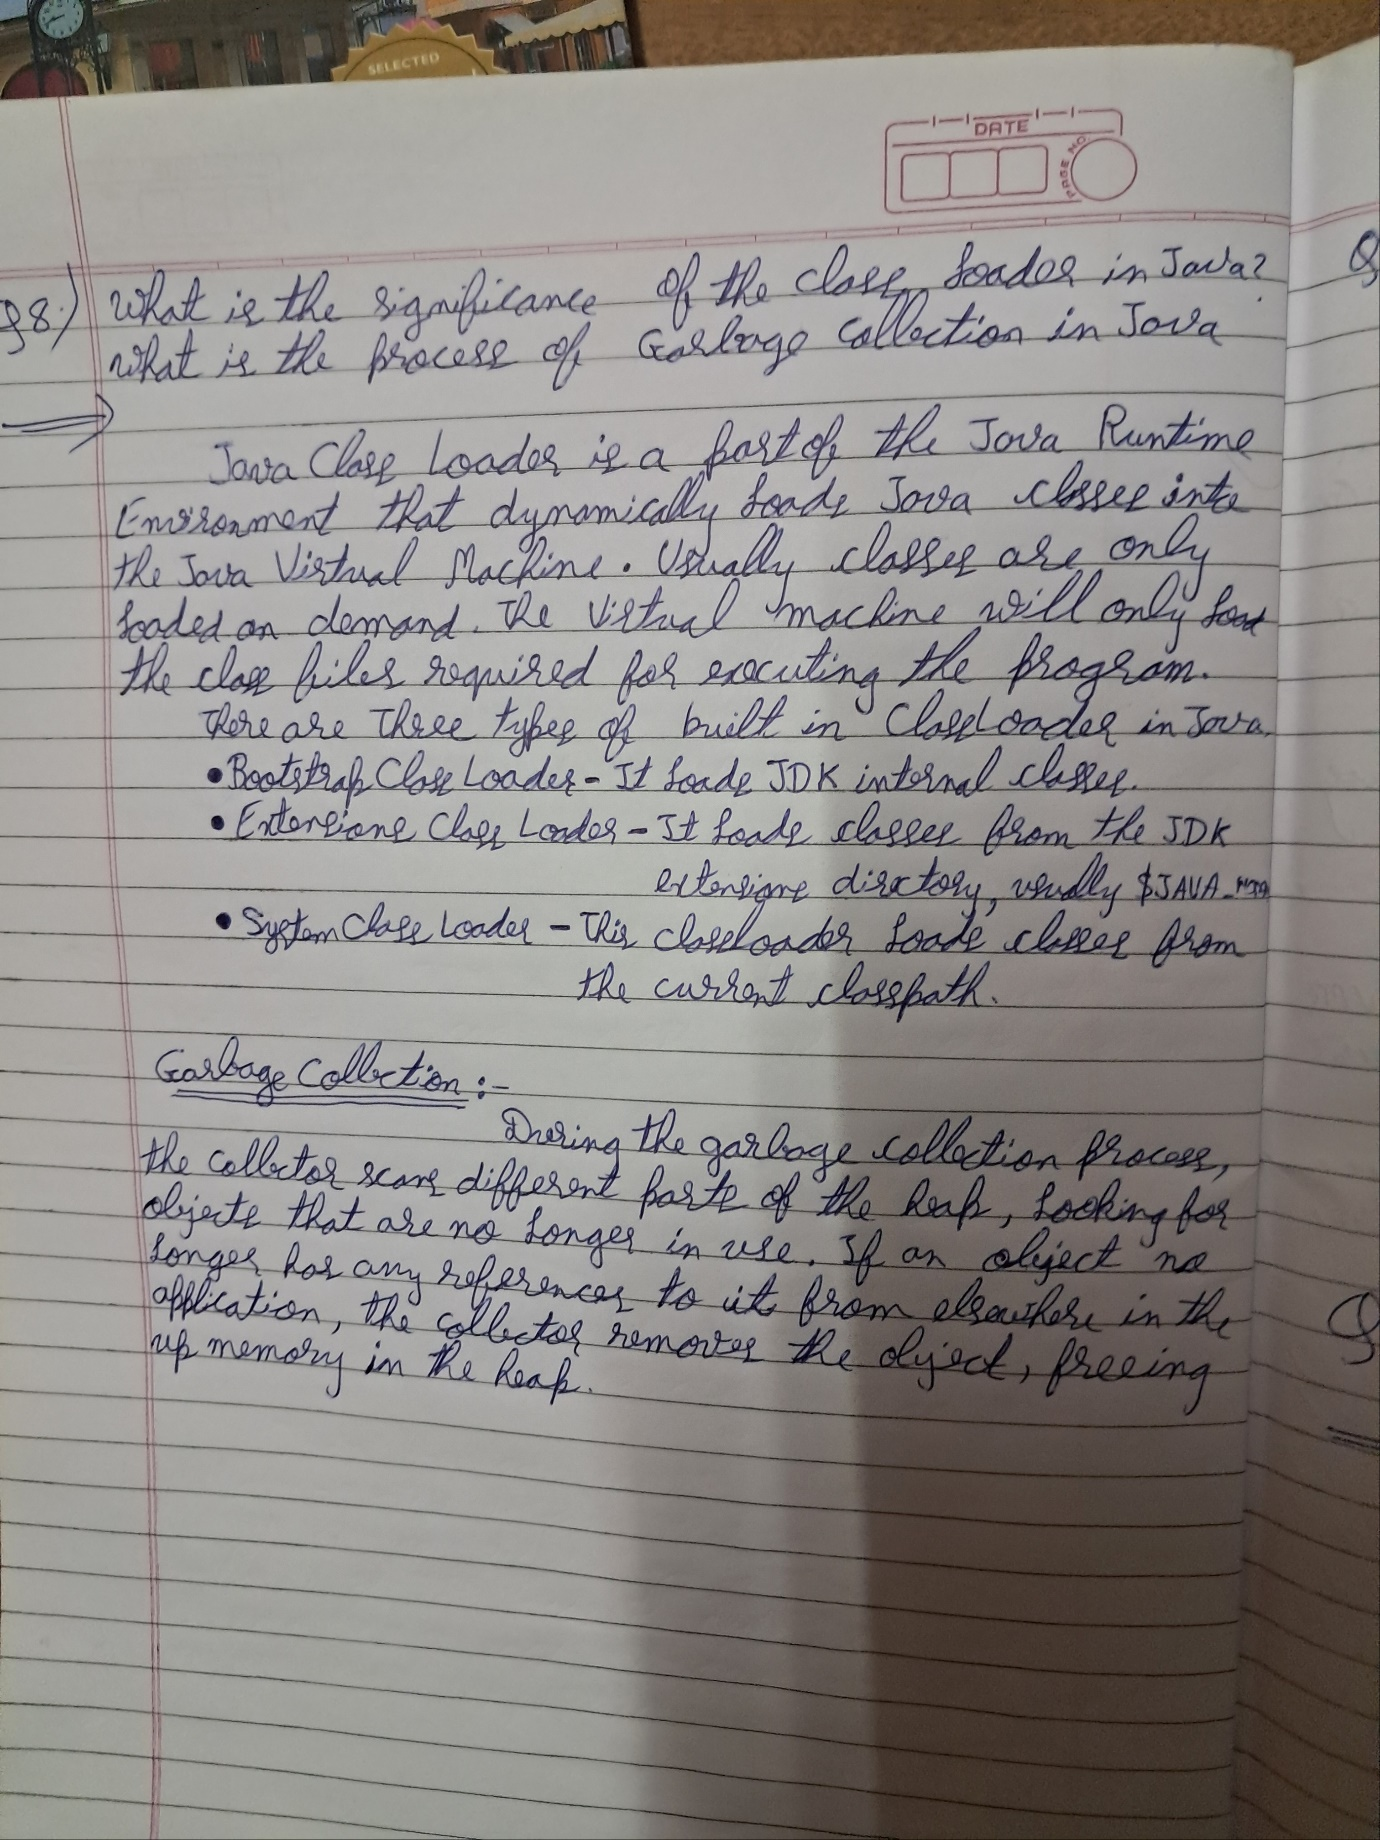 SELECTED
DATE
PAGE NO
Q8.) What is the significance of the class loader in Java?
What is the process of Garbage collection in Java
Java Class Loader is a part of the Java Runtime
Environment that dynamically loads Java classes into
the Java Virtual Machine. Usually classes are only
loaded on demand. The Virtual machine will only load
the class files required for executing the program.
There are Three types of built in ClassLoader in Java.
• Bootstrap Class Loader - It loads JDK internal classes.
• Extensions Class Loader - It loads classes from the JDK
extensions directory, usually $JAVA_
• System Class Loader - This classloader loads classes from
the current classpath.
Garbage Collection :-
During the garbage collection process,
the collector scans different parts of the heap, looking for
objects that are no longer in use. If an object no
longer has any references to it from elsewhere in the
application, the collector removes the object, freeing
up memory in the heap.